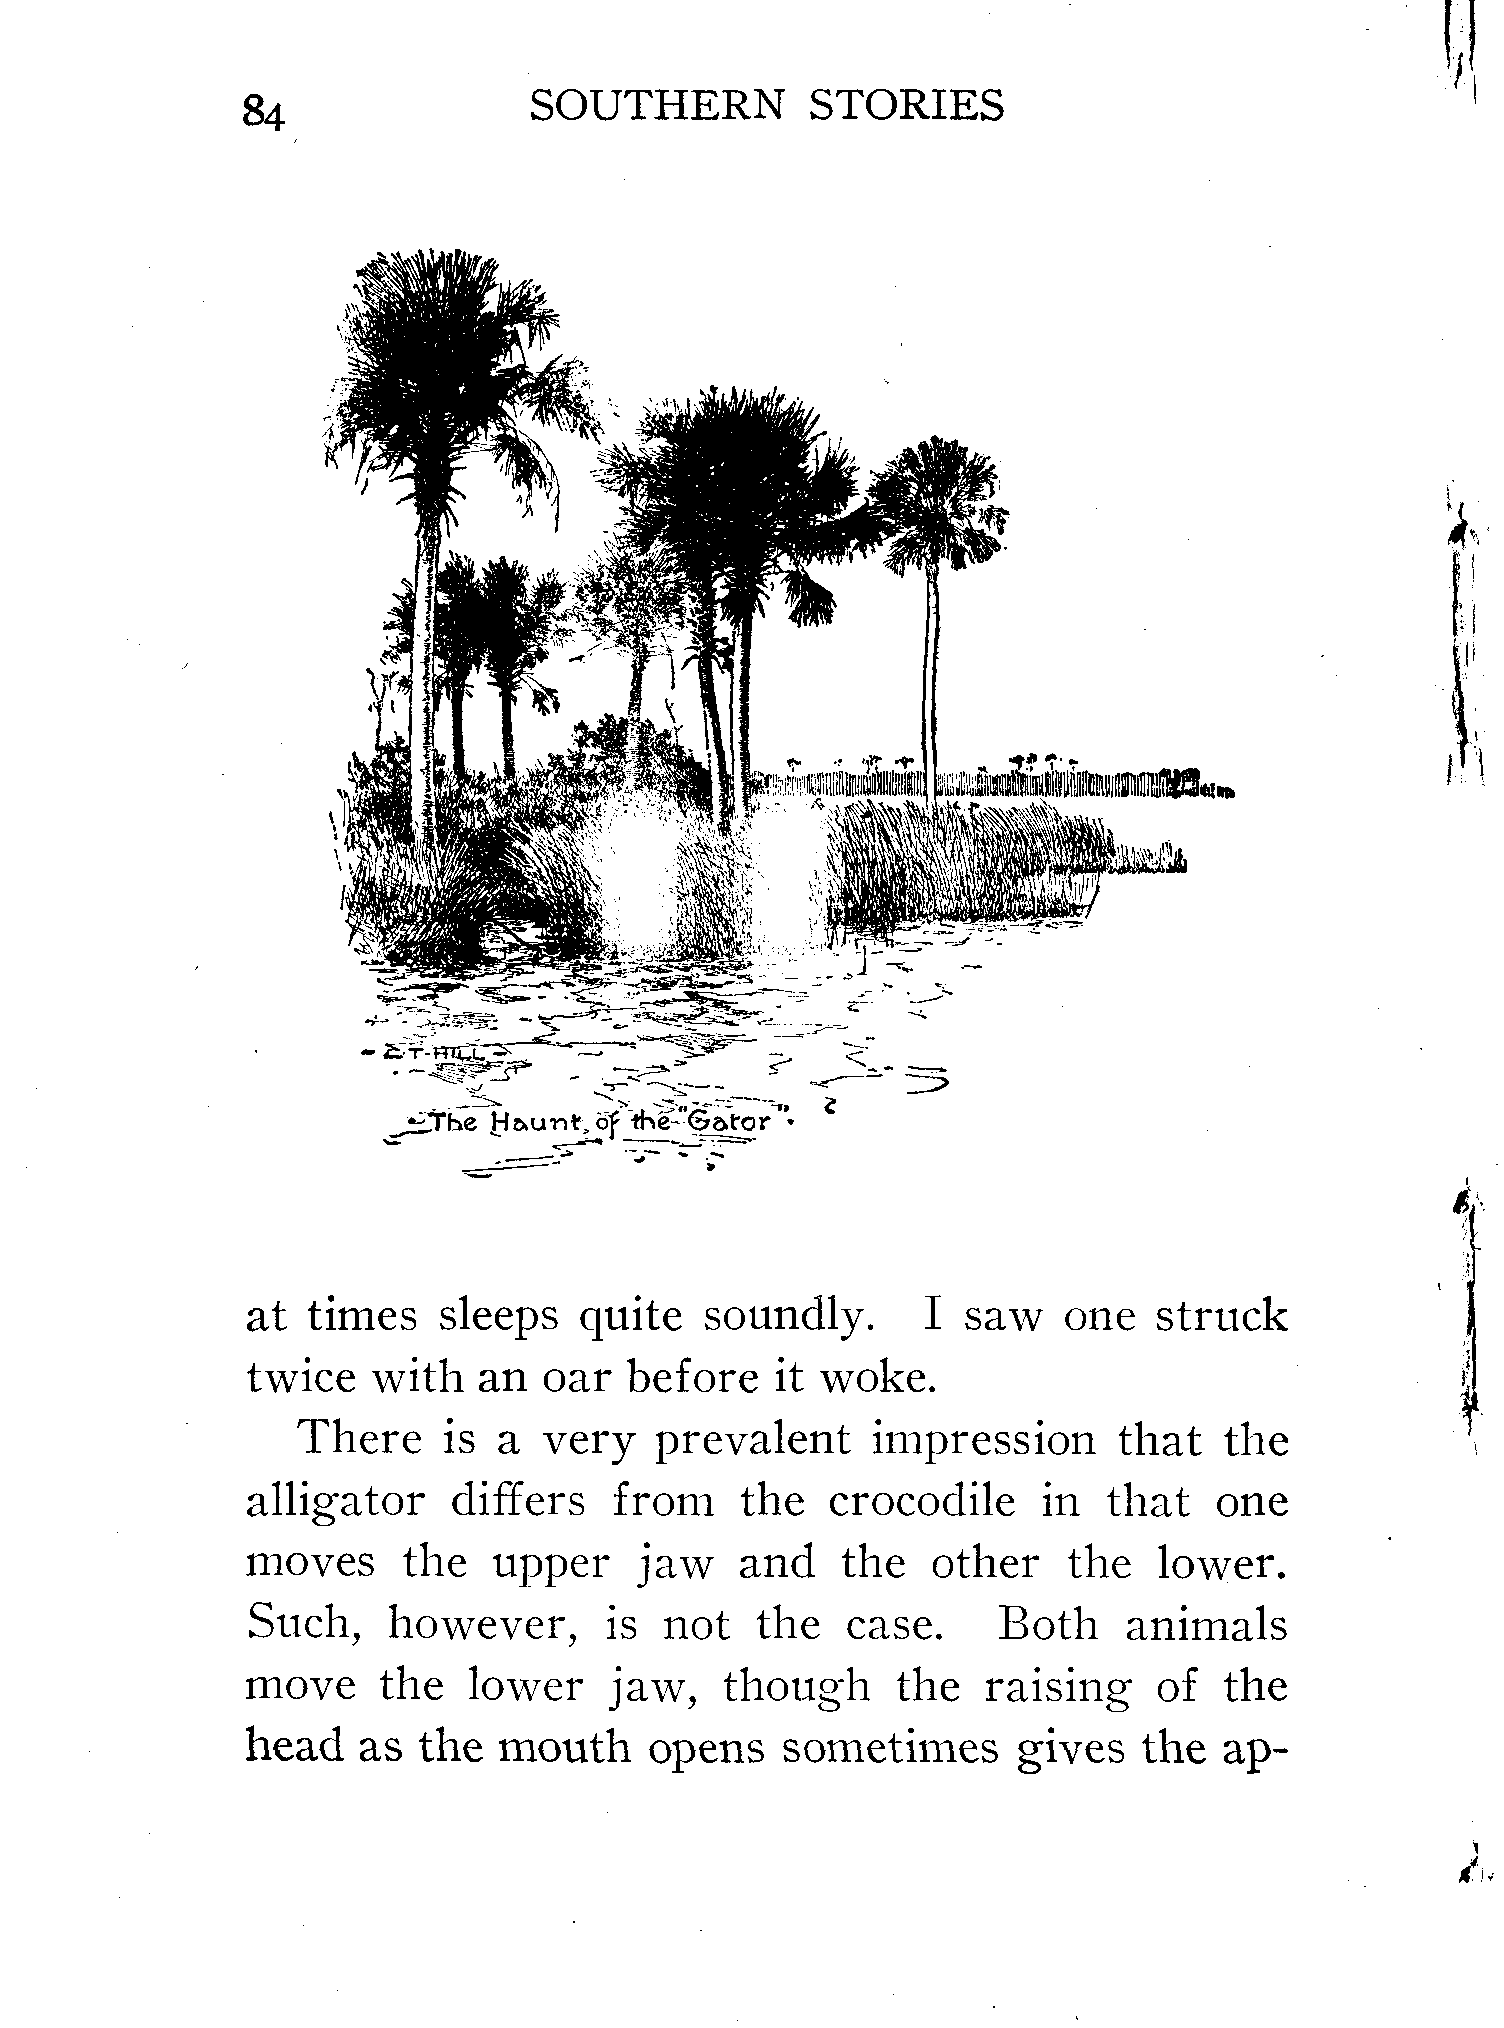 84 SOUTHERN STORIES
C·T·HILL
The Haunt of the "Gator".
at times sleeps quite soundly. I saw one struck
twice with an oar before it woke.
There is a very prevalent impression that the
alligator differs from the crocodile in that one
moves the upper jaw and the other the lower.
Such, however, is not the case. Both animals
move the lower jaw, though the raising of the
head as the mouth opens sometimes gives the ap-